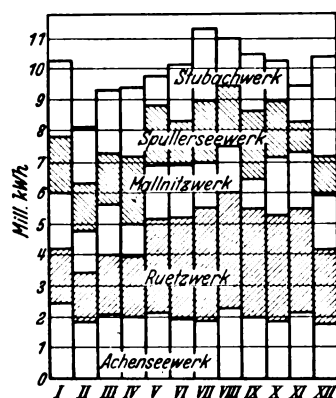 Mill. kWh
11
10
9
8
7
6
5
4
3
2
1
0
Stubachwerk
Spullerseewerk
Mallnitzwerk
Ruetzwerk
Achenseewerk
I II III IV V VI VII VIII IX X XI XII